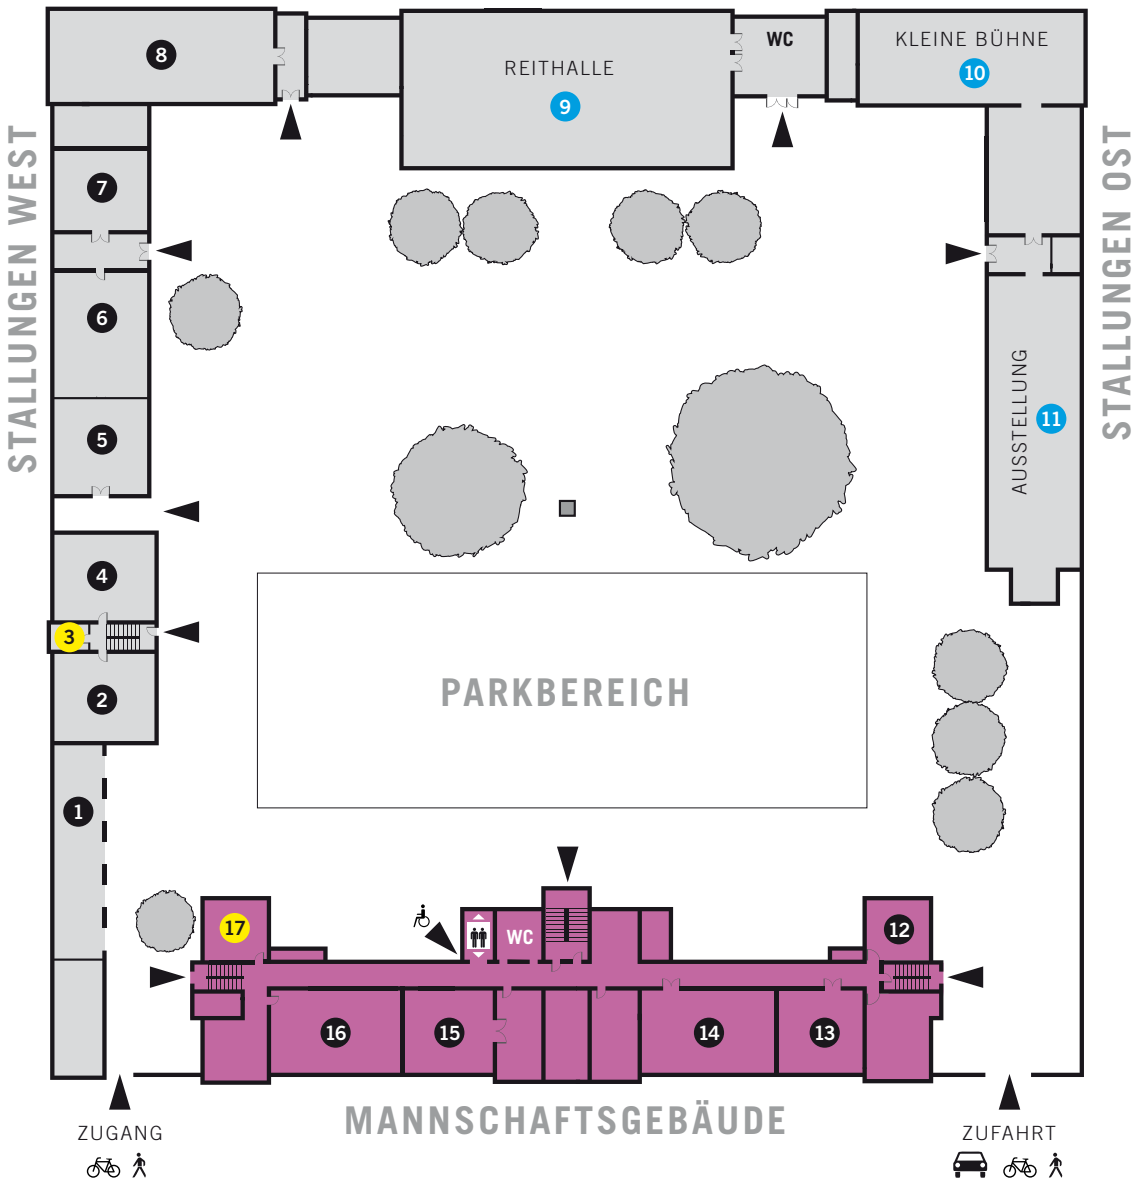 8
REITHALLE
9
WC
KLEINE BÜHNE
10
STALLUNGEN WEST
STALLUNGEN OST
7
6
5
AUSSTELLUNG
11
4
3
2
PARKBEREICH
1
17
WC
12
16
15
14
13
MANNSCHAFTSGEBÄUDE
ZUGANG
ZUFAHRT